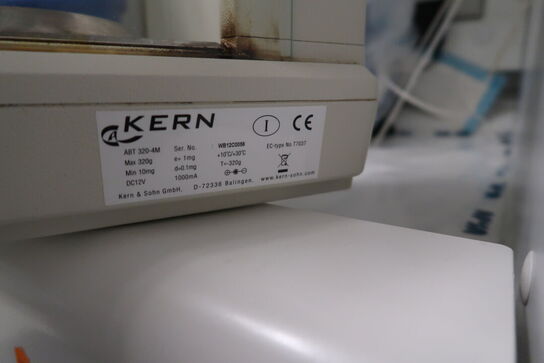 KERN
I CE
ABT 320-4M Ser. No. : WB12C0056 EC-type No.T7037
Max 320g e= 1mg +10°C/+30°C
Min 10mg d=0.1mg T=-320g
DC12V 1000mA www.kern-sohn.com
Kern & Sohn GmbH, D-72336 Balingen,